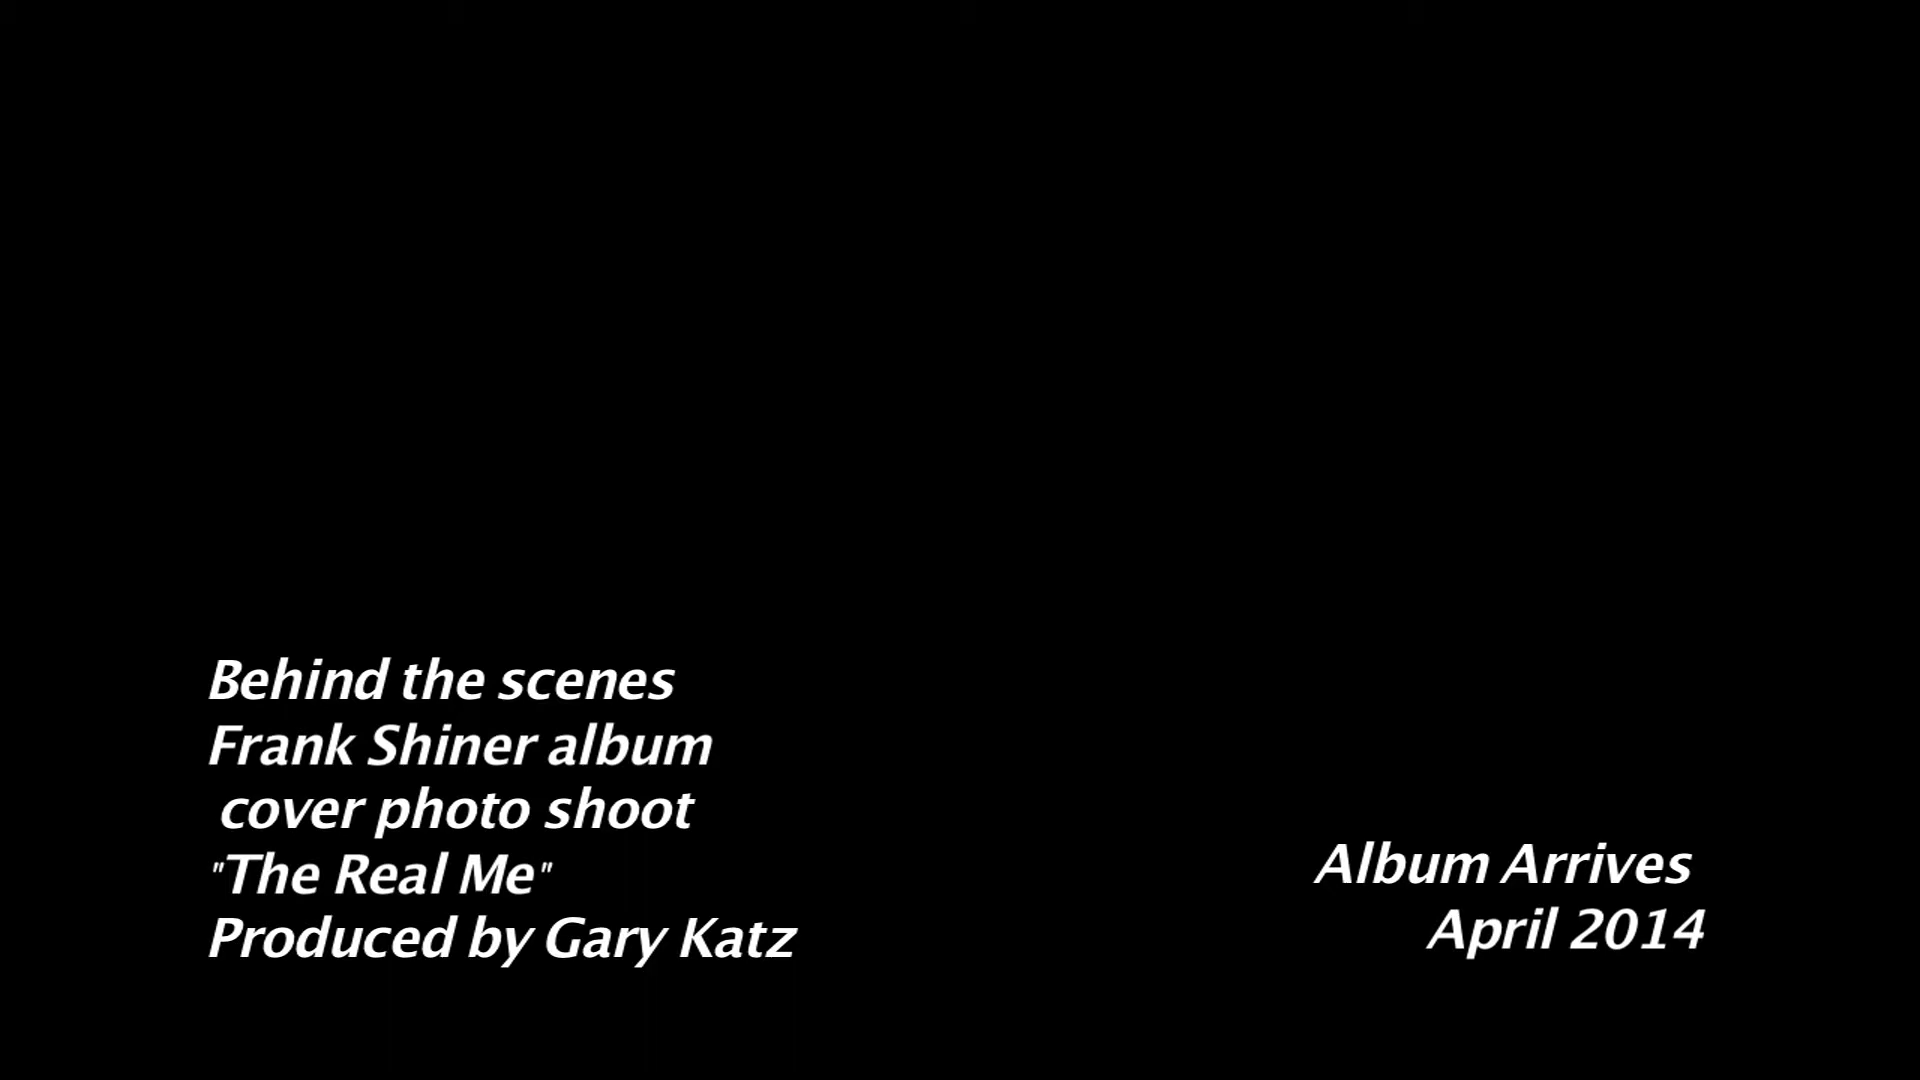 Behind the scenes
Frank Shiner album
cover photo shoot
"The Real Me"
Produced by Gary Katz
Album Arrives
April 2014